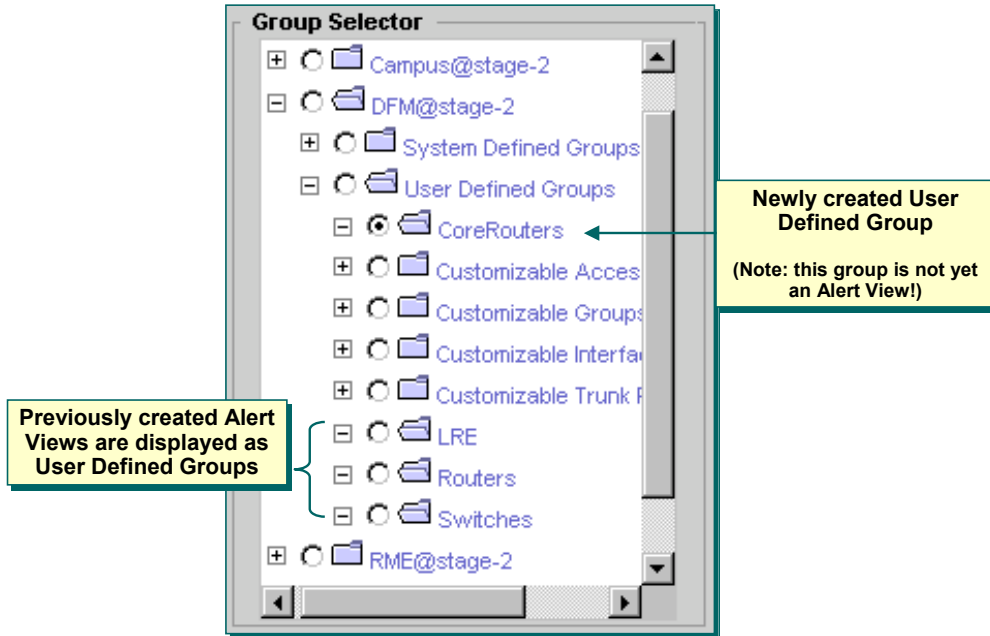 Group Selector
Campus@stage-2
DFM@stage-2
System Defined Groups
User Defined Groups
CoreRouters
Customizable Acces
Customizable Groups
Customizable Interfa
Customizable Trunk
LRE
Routers
Switches
RME@stage-2
Newly created User
Defined Group
(Note: this group is not yet
an Alert View!)
Previously created Alert
Views are displayed as
User Defined Groups